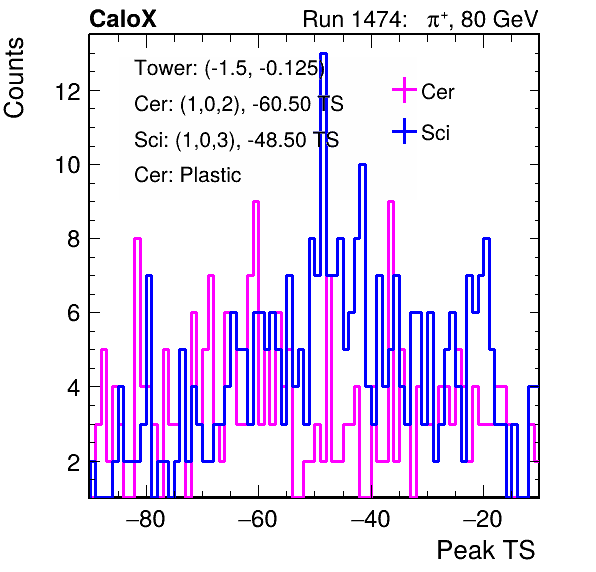 CaloX Run 1474: π⁺, 80 GeV
Counts
Tower: (-1.5, -0.125)
Cer: (1,0,2), -60.50 TS
Sci: (1,0,3), -48.50 TS
Cer: Plastic
Cer
Sci
12
10
8
6
4
2
−80 −60 −40 −20
Peak TS